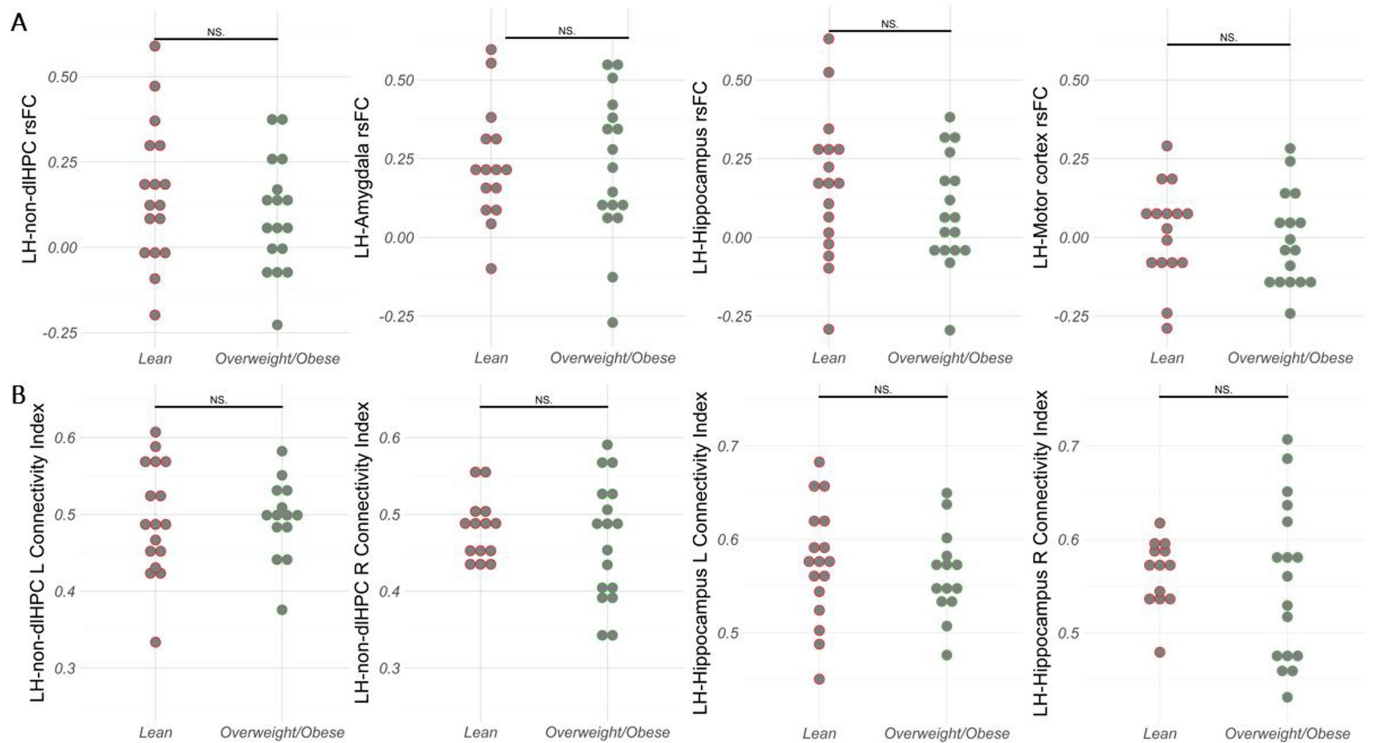 A
LH-non-dlHPC rsFC
NS.
0.50
0.25
0.00
-0.25
Lean
Overweight/Obese
LH-Amygdala rsFC
NS.
0.50
0.25
0.00
-0.25
Lean
Overweight/Obese
LH-Hippocampus rsFC
NS.
0.50
0.25
0.00
-0.25
Lean
Overweight/Obese
LH-Motor cortex rsFC
NS.
0.50
0.25
0.00
-0.25
Lean
Overweight/Obese
B
LH-non-dlHPC L Connectivity Index
NS.
0.6
0.5
0.4
0.3
Lean
Overweight/Obese
LH-non-dlHPC R Connectivity Index
NS.
0.6
0.5
0.4
0.3
Lean
Overweight/Obese
LH-Hippocampus L Connectivity Index
NS.
0.7
0.6
0.5
Lean
Overweight/Obese
LH-Hippocampus R Connectivity Index
NS.
0.7
0.6
0.5
Lean
Overweight/Obese